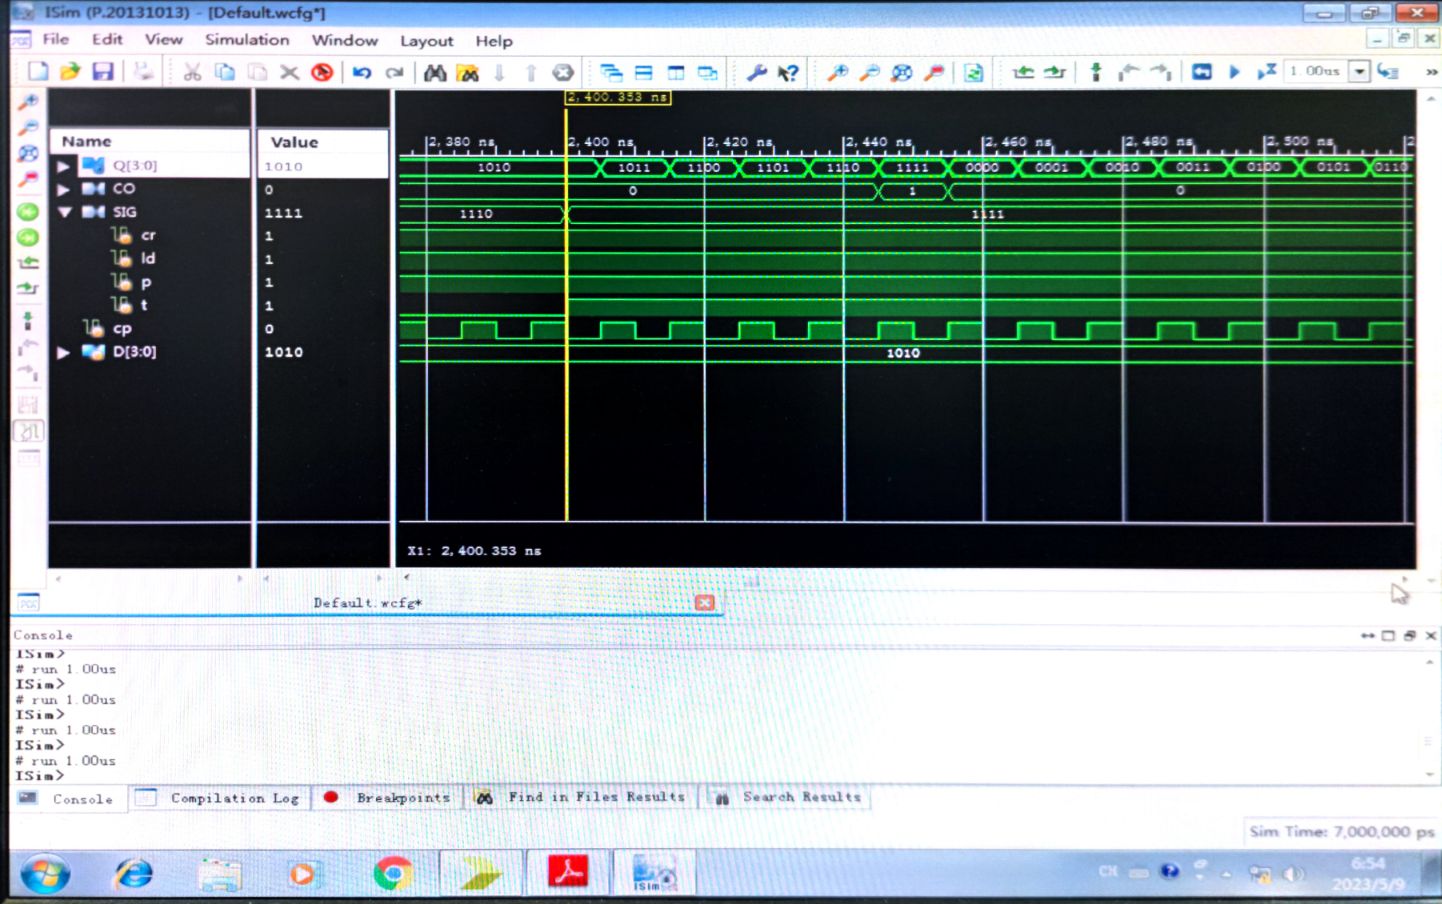 ISim (P.20131013) - [Default.wcfg*]
File Edit View Simulation Window Layout Help
1.00us
2,400.353 ns
Name Value
2,380 ns 2,400 ns 2,420 ns 2,440 ns 2,460 ns 2,480 ns 2,500 ns 2
Q[3:0] 1010 1010 1011 1100 1101 1110 1111 0000 0001 0010 0011 0100 0101 0110
CO 0 0 1 0
SIG 1111 1110 1111
cr 1
ld 1
p 1
t 1
cp 0
D[3:0] 1010 1010
X1: 2,400.353 ns
Default.wcfg*
Console
ISim>
# run 1.00us
ISim>
# run 1.00us
ISim>
# run 1.00us
ISim>
# run 1.00us
ISim>
Console Compilation Log Breakpoints Find in Files Results Search Results
Sim Time: 7,000,000 ps
ISim
CH
6:54
2023/5/9